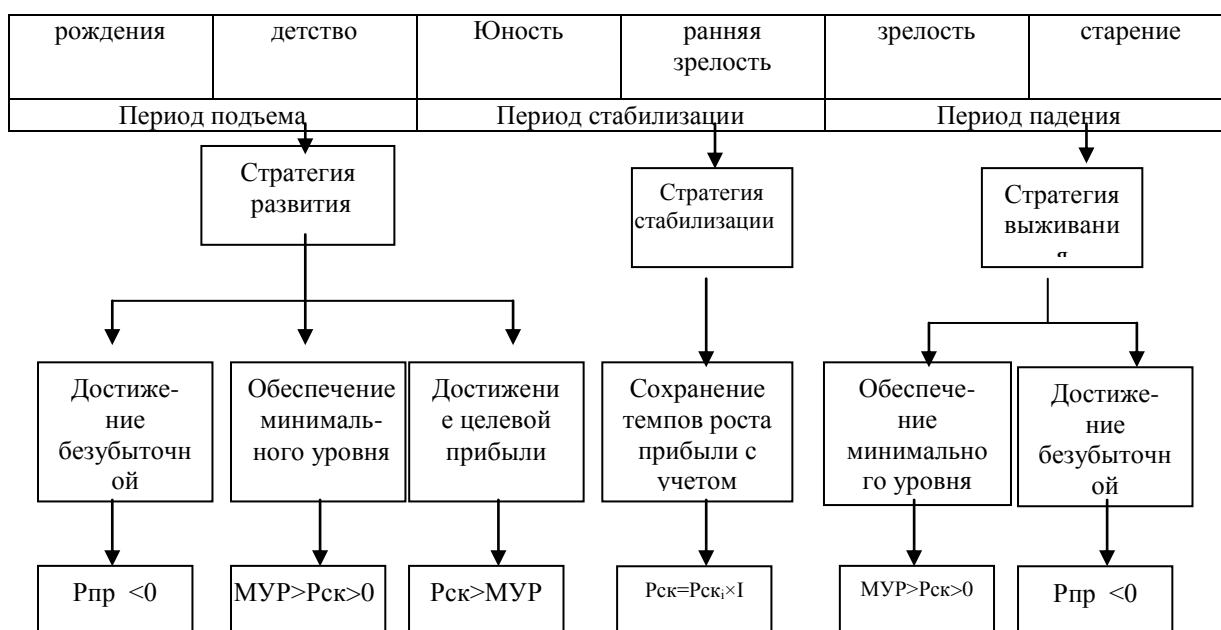 рождения
детство
Юность
ранняя
зрелость
зрелость
старение
Период подъема
Период стабилизации
Период падения
Стратегия
развития
Стратегия
стабилизации
Стратегия
выживани
я
Достиже-
ние
безубыточн
ой
Обеспечение
минималь-
ного уровня
Достижени
е целевой
прибыли
Сохранение
темпов роста
прибыли с
учетом
Обеспече-
ние
минимально
го уровня
Достиже-
ние
безубыточн
ой
Рпр <0
МУР>Рск>0
Рск>МУР
Рск=Рскᵢ×I
МУР>Рск>0
Рпр <0